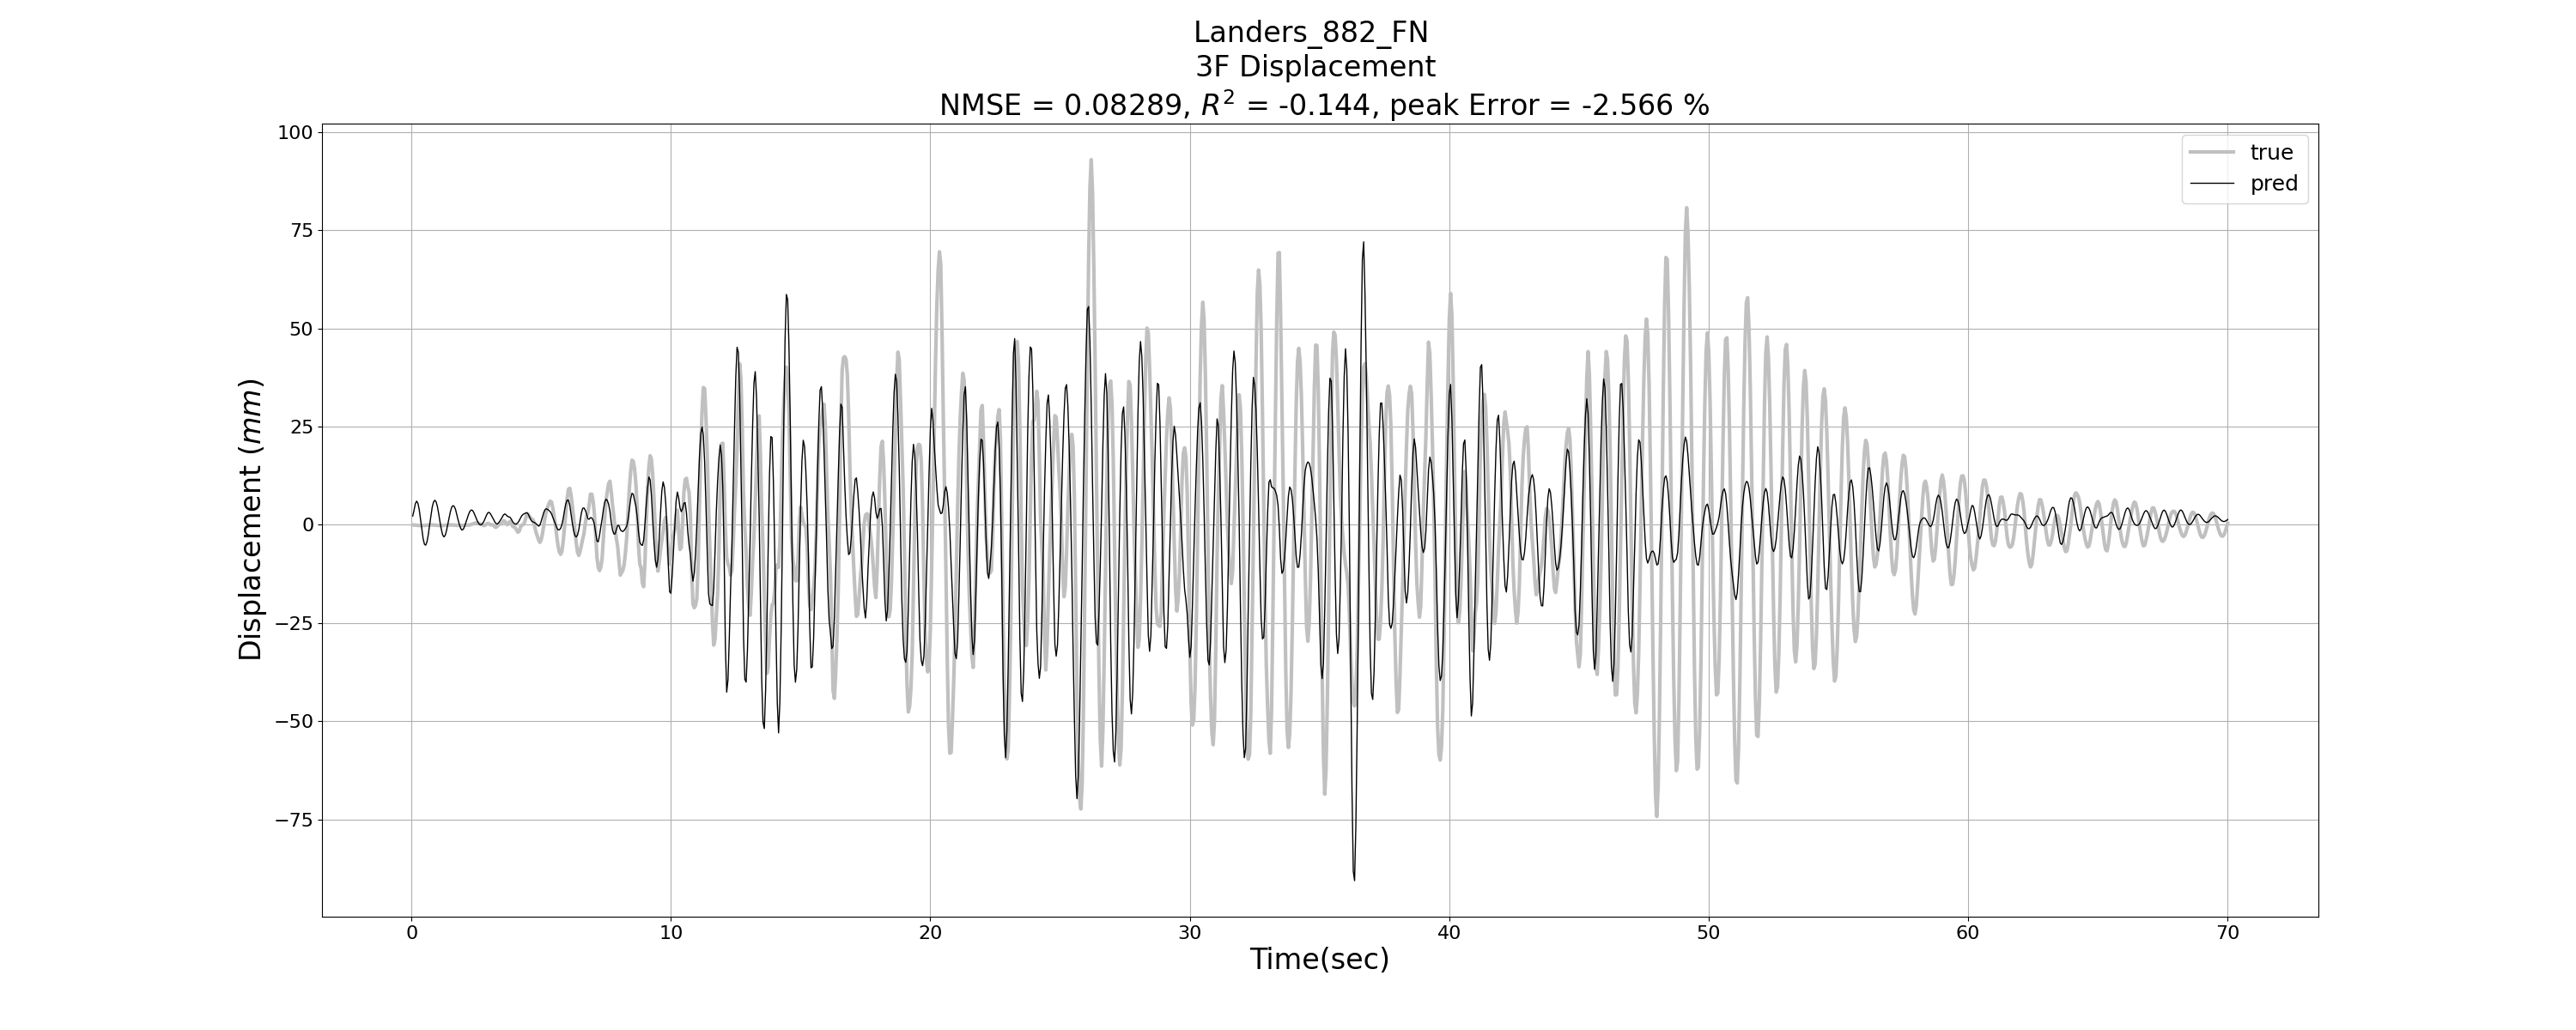 Landers_882_FN
3F Displacement
NMSE = 0.08289, R² = -0.144, peak Error = -2.566 %
true
pred
Displacement (mm)
100
75
50
25
0
−25
−50
−75
0 10 20 30 40 50 60 70
Time(sec)